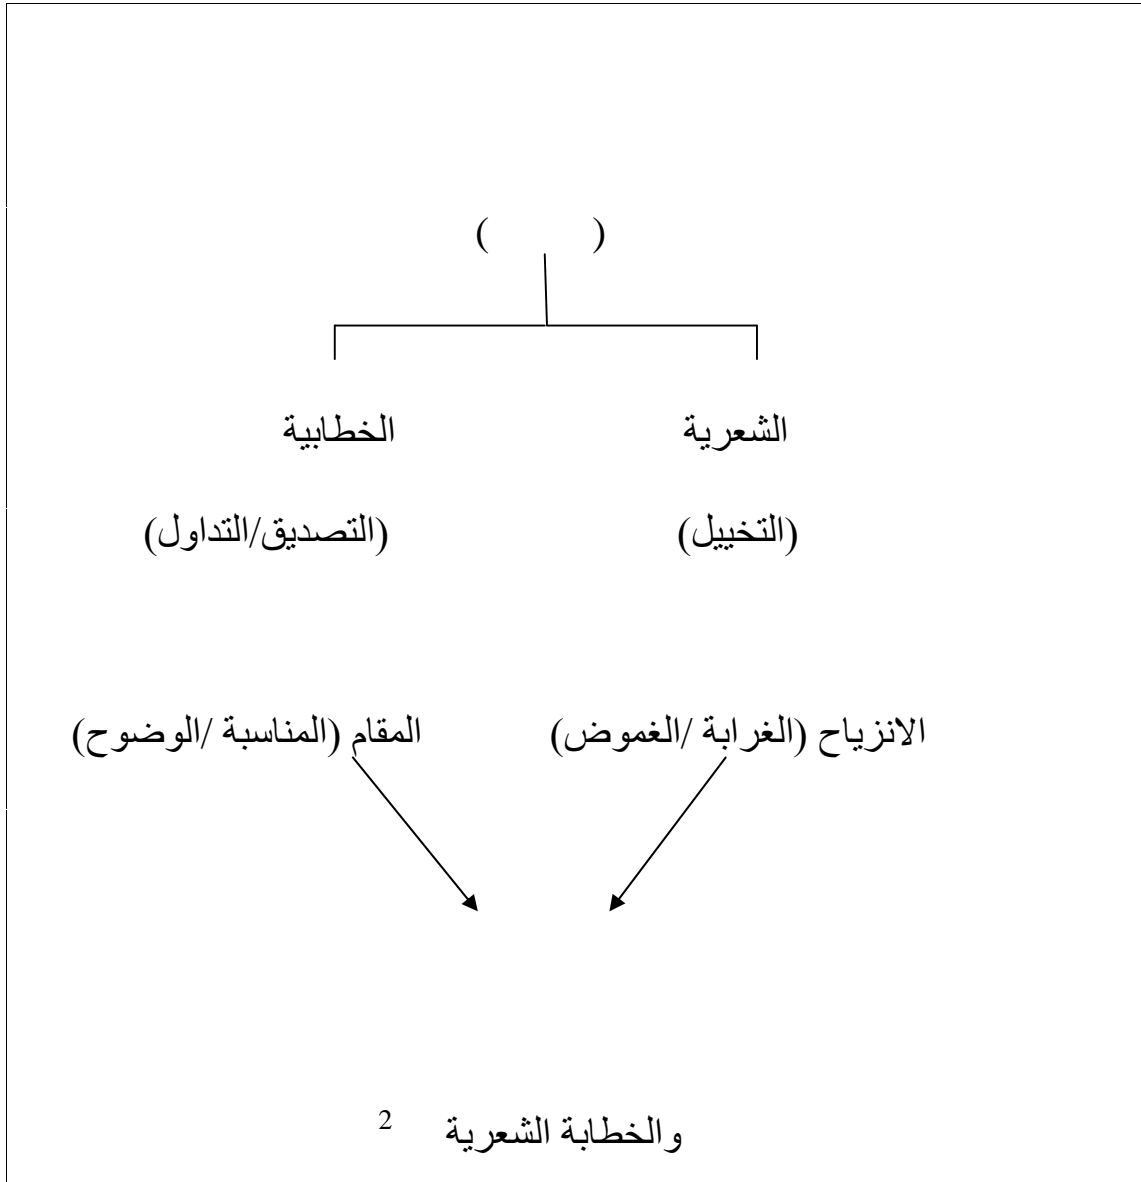 ( )
الشعرية الخطابية
(التخييل) (التصديق/التداول)
الانزياح (الغرابة /الغموض) المقام (المناسبة /الوضوح)
والخطابة الشعرية 2